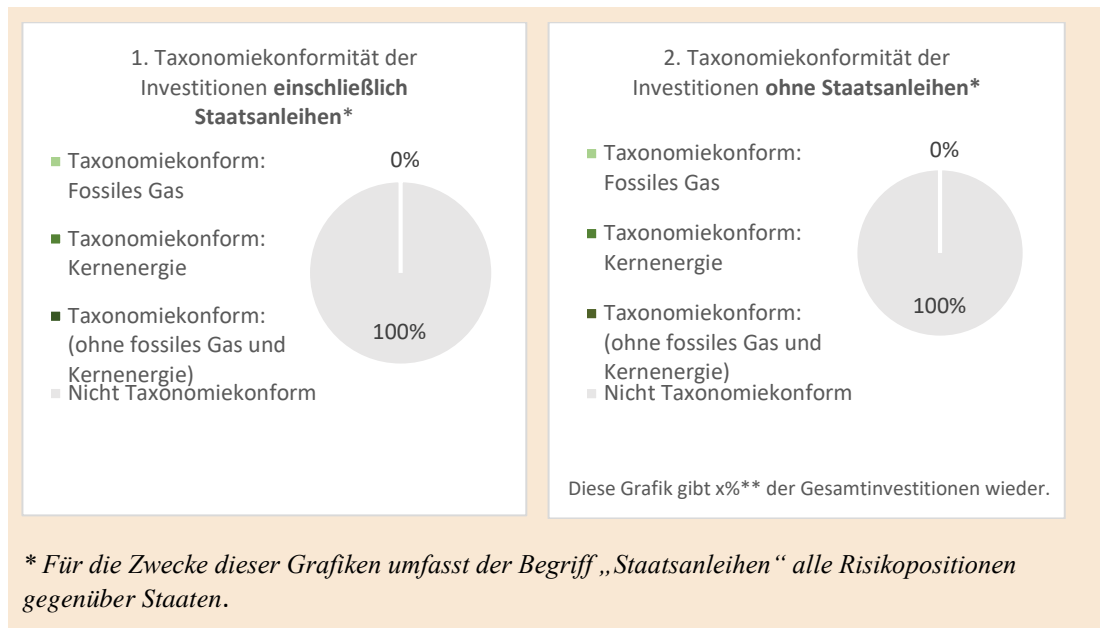 1. Taxonomiekonformität der
Investitionen einschließlich
Staatsanleihen*
Taxonomiekonform:
Fossiles Gas
Taxonomiekonform:
Kernenergie
Taxonomiekonform:
(ohne fossiles Gas und
Kernenergie)
Nicht Taxonomiekonform
0%
100%
2. Taxonomiekonformität der
Investitionen ohne Staatsanleihen*
Taxonomiekonform:
Fossiles Gas
Taxonomiekonform:
Kernenergie
Taxonomiekonform:
(ohne fossiles Gas und
Kernenergie)
Nicht Taxonomiekonform
0%
100%
Diese Grafik gibt x%** der Gesamtinvestitionen wieder.
* Für die Zwecke dieser Grafiken umfasst der Begriff „Staatsanleihen“ alle Risikopositionen
gegenüber Staaten.